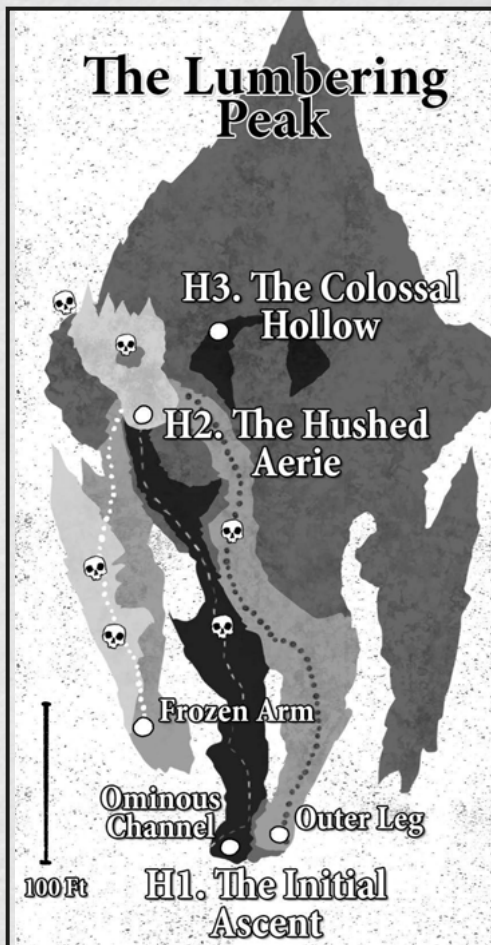 The Lumbering
Peak
H3. The Colossal
Hollow
H2. The Hushed
Aerie
Frozen Arm
Ominous
Channel
Outer Leg
100 Ft
H1. The Initial
Ascent